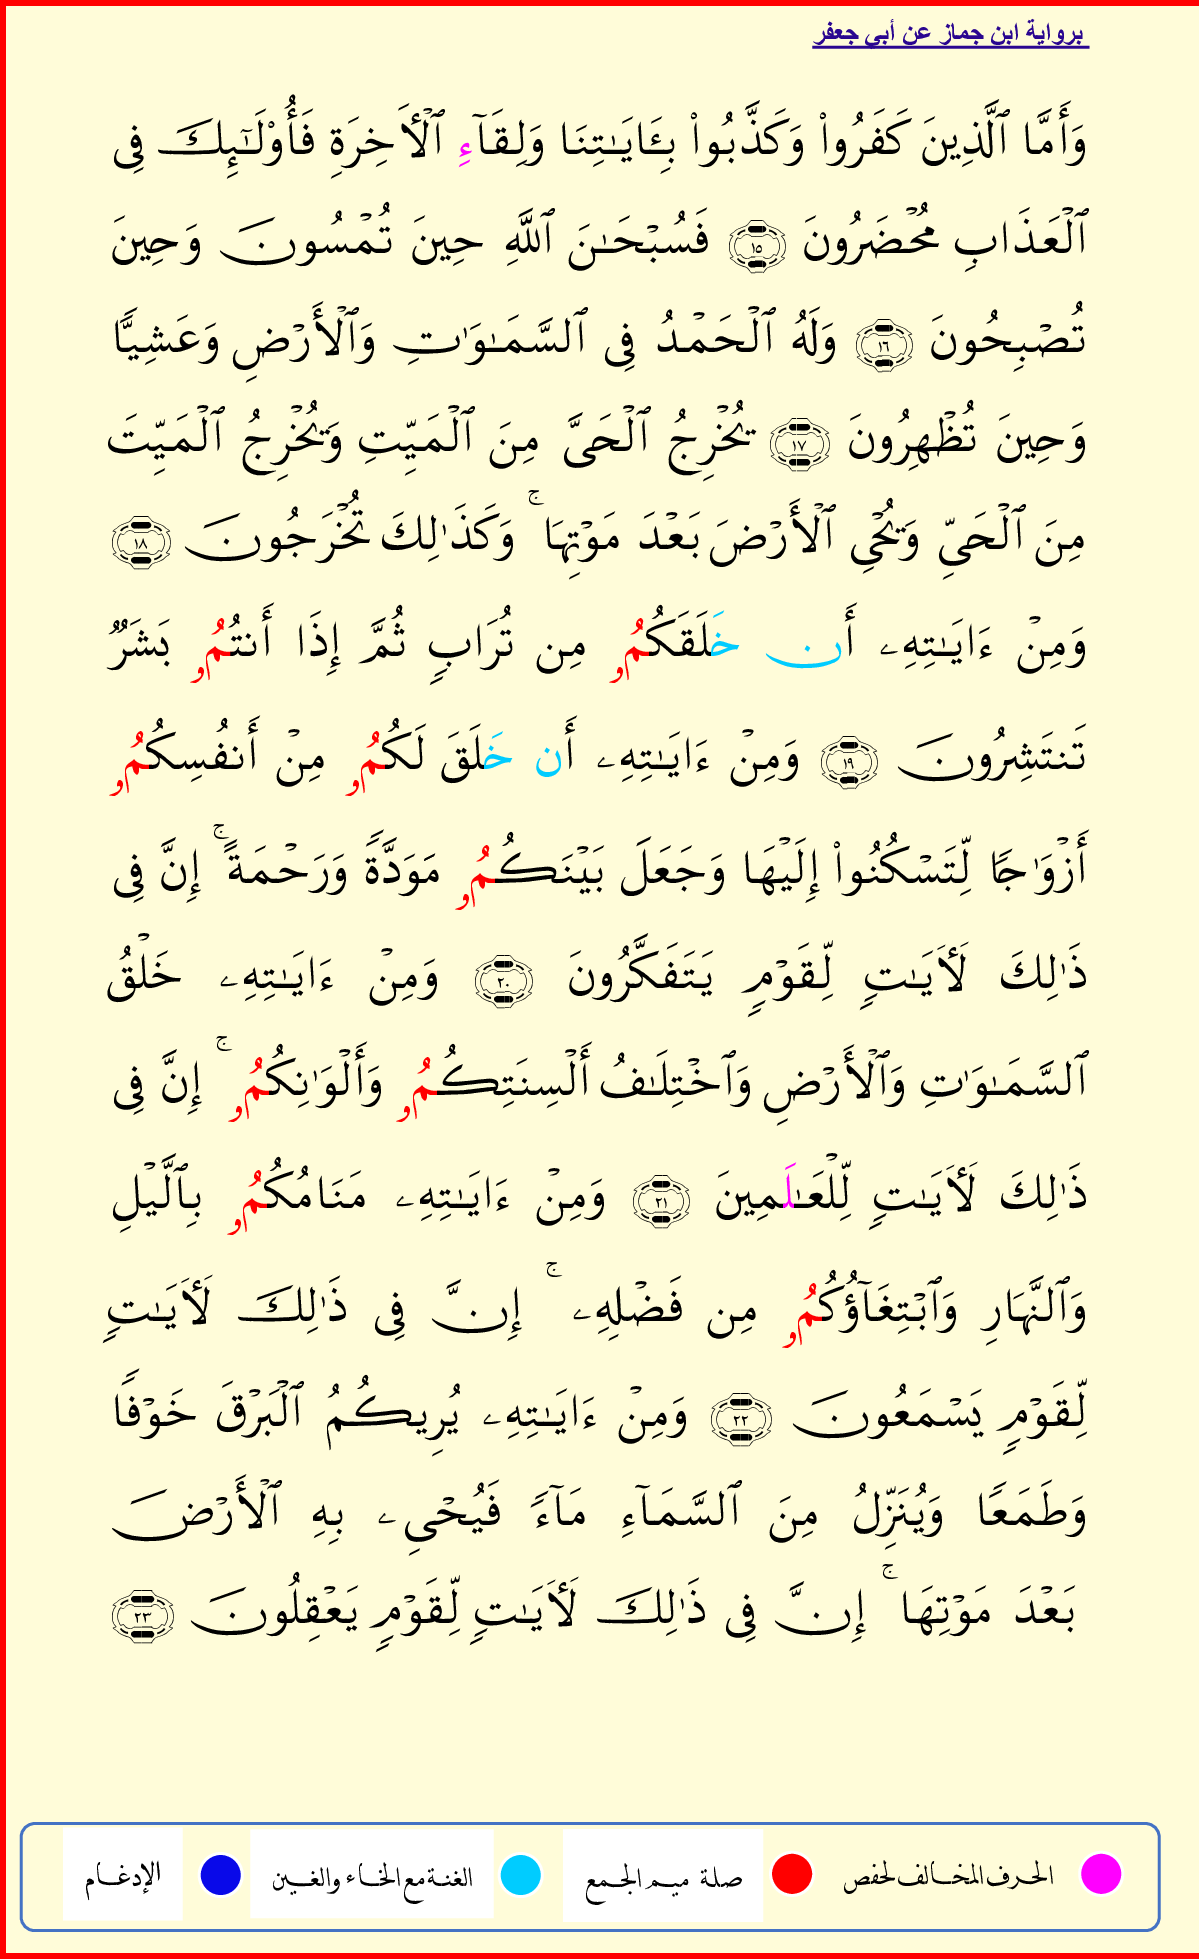 برواية ابن جماز عن أبي جعفر
وَأَمَّا ٱلَّذِينَ كَفَرُواْ وَكَذَّبُواْ بِـَٔايَـٰتِنَا وَلِقَآءِ ٱلۡأَخِرَةِ فَأُوْلَـٰٓئِكَ فِى
ٱلۡعَذَابِ مُحۡضَرُونَ ١٥ فَسُبۡحَـٰنَ ٱللَّهِ حِينَ تُمۡسُونَ وَحِينَ
تُصۡبِحُونَ ١٦ وَلَهُ ٱلۡحَمۡدُ فِى ٱلسَّمَـٰوَٰتِ وَٱلۡأَرۡضِ وَعَشِيًّا
وَحِينَ تُظۡهِرُونَ ١٧ يُخۡرِجُ ٱلۡحَىَّ مِنَ ٱلۡمَيِّتِ وَيُخۡرِجُ ٱلۡمَيِّتَ
مِنَ ٱلۡحَىِّ وَيُحۡىِ ٱلۡأَرۡضَ بَعۡدَ مَوۡتِهَا ۚ وَكَذَٰلِكَ تُخۡرَجُونَ ١٨
وَمِنۡ ءَايَـٰتِهِۦ أَن خَلَقَكُمُۥ مِن تُرَابٍ ثُمَّ إِذَا أَنتُمُۥ بَشَرٌ
تَنتَشِرُونَ ١٩ وَمِنۡ ءَايَـٰتِهِۦ أَن خَلَقَ لَكُمُۥ مِنۡ أَنفُسِكُمُۥ
أَزۡوَٰجًا لِّتَسۡكُنُواْ إِلَيۡهَا وَجَعَلَ بَيۡنَكُمُۥ مَوَدَّةً وَرَحۡمَةً ۚ إِنَّ فِى
ذَٰلِكَ لَأَيَـٰتٍ لِّقَوۡمٍ يَتَفَكَّرُونَ ٢٠ وَمِنۡ ءَايَـٰتِهِۦ خَلۡقُ
ٱلسَّمَـٰوَٰتِ وَٱلۡأَرۡضِ وَٱخۡتِلَـٰفُ أَلۡسِنَتِكُمُۥ وَأَلۡوَٰنِكُمُۥ ۚ إِنَّ فِى
ذَٰلِكَ لَأَيَـٰتٍ لِّلۡعَـٰلَمِينَ ٢١ وَمِنۡ ءَايَـٰتِهِۦ مَنَامُكُمُۥ بِٱلَّيۡلِ
وَٱلنَّهَارِ وَٱبۡتِغَآؤُكُمُۥ مِن فَضۡلِهِۦ ۚ إِنَّ فِى ذَٰلِكَ لَأَيَـٰتٍ
لِّقَوۡمٍ يَسۡمَعُونَ ٢٢ وَمِنۡ ءَايَـٰتِهِۦ يُرِيكُمُ ٱلۡبَرۡقَ خَوۡفًا
وَطَمَعًا وَيُنَزِّلُ مِنَ ٱلسَّمَآءِ مَآءً فَيُحۡىِۦ بِهِ ٱلۡأَرۡضَ
بَعۡدَ مَوۡتِهَا ۚ إِنَّ فِى ذَٰلِكَ لَأَيَـٰتٍ لِّقَوۡمٍ يَعۡقِلُونَ ٢٣
الحرف المخالف لحفص صلة ميم الجمع الغنة مع الخاء والغين الإدغام